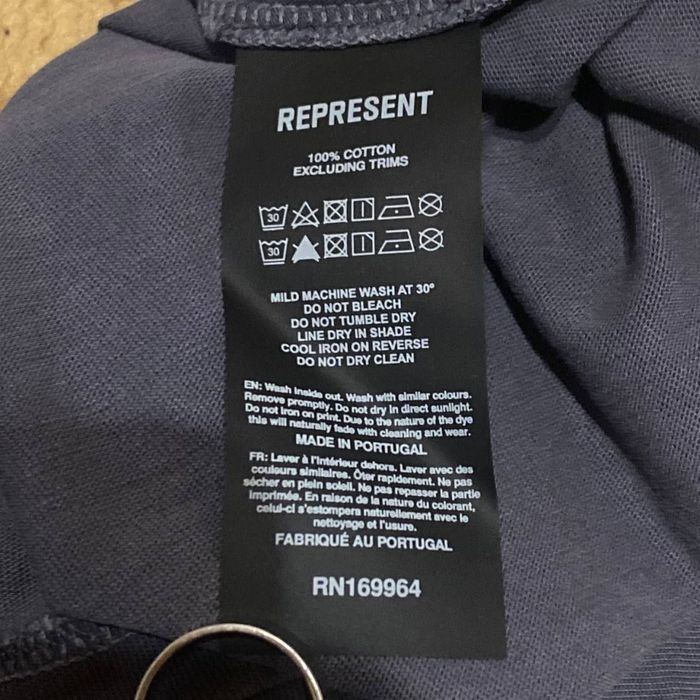 REPRESENT
100% COTTON
EXCLUDING TRIMS
30
30
MILD MACHINE WASH AT 30°
DO NOT BLEACH
DO NOT TUMBLE DRY
LINE DRY IN SHADE
COOL IRON ON REVERSE
DO NOT DRY CLEAN
EN: Wash inside out. Wash with similar colours.
Remove promptly. Do not dry in direct sunlight.
Do not iron on print. Due to the nature of the dye
this will naturally fade with cleaning and wear.
MADE IN PORTUGAL
FR: Laver à l'intérieur dehors. Laver avec des
couleurs similaires. Ôter rapidement. Ne pas
sécher en plein soleil. Ne pas repasser la partie
imprimée. En raison de la nature du colorant,
celui-ci s'estompera naturellement avec le
nettoyage et l'usure.
FABRIQUÉ AU PORTUGAL
RN169964